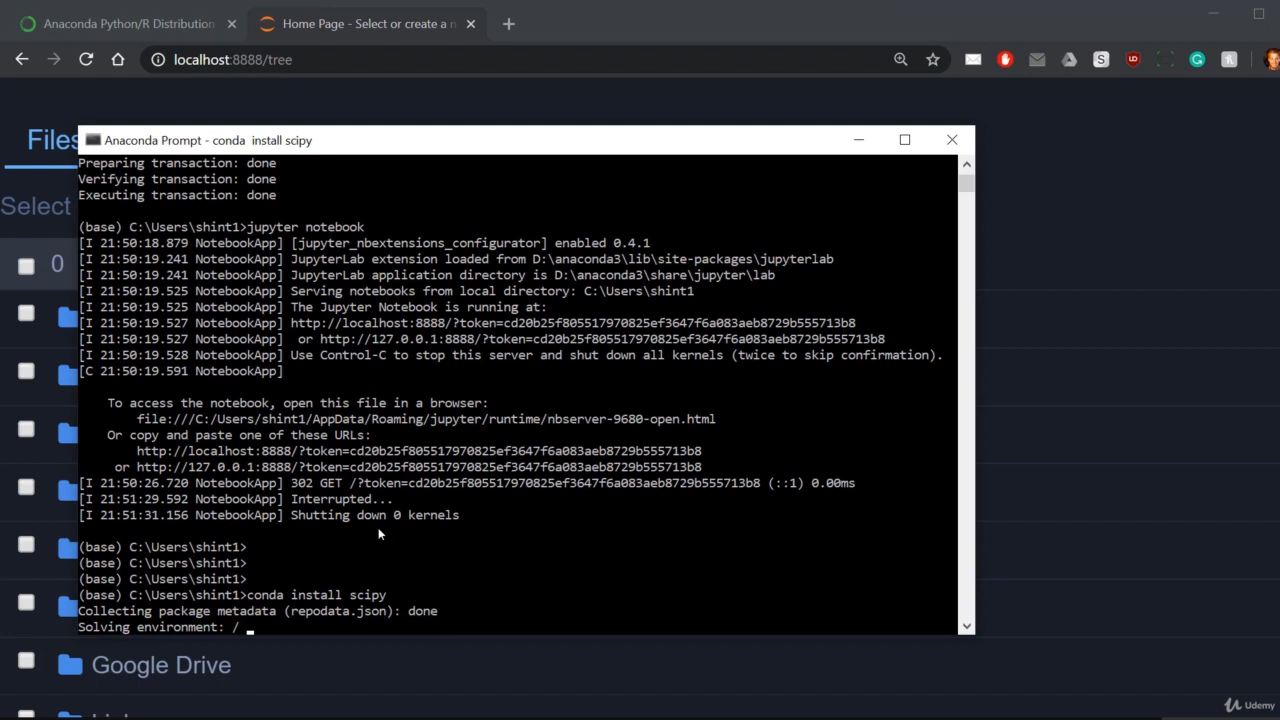 Anaconda Python/R Distribution
Home Page - Select or create a n
localhost:8888/tree
Files
Select
0
Anaconda Prompt - conda  install scipy
Preparing transaction: done
Verifying transaction: done
Executing transaction: done
(base) C:\Users\shint1>jupyter notebook
[I 21:50:18.879 NotebookApp] [jupyter_nbextensions_configurator] enabled 0.4.1
[I 21:50:19.241 NotebookApp] JupyterLab extension loaded from D:\anaconda3\lib\site-packages\jupyterlab
[I 21:50:19.241 NotebookApp] JupyterLab application directory is D:\anaconda3\share\jupyter\lab
[I 21:50:19.525 NotebookApp] Serving notebooks from local directory: C:\Users\shint1
[I 21:50:19.525 NotebookApp] The Jupyter Notebook is running at:
[I 21:50:19.527 NotebookApp] http://localhost:8888/?token=cd20b25f805517970825ef3647f6a083aeb8729b555713b8
[I 21:50:19.527 NotebookApp]  or http://127.0.0.1:8888/?token=cd20b25f805517970825ef3647f6a083aeb8729b555713b8
[I 21:50:19.528 NotebookApp] Use Control-C to stop this server and shut down all kernels (twice to skip confirmation).
[C 21:50:19.591 NotebookApp]
To access the notebook, open this file in a browser:
file:///C:/Users/shint1/AppData/Roaming/jupyter/runtime/nbserver-9680-open.html
Or copy and paste one of these URLs:
http://localhost:8888/?token=cd20b25f805517970825ef3647f6a083aeb8729b555713b8
or http://127.0.0.1:8888/?token=cd20b25f805517970825ef3647f6a083aeb8729b555713b8
[I 21:50:26.720 NotebookApp] 302 GET /?token=cd20b25f805517970825ef3647f6a083aeb8729b555713b8 (::1) 0.00ms
[I 21:51:29.592 NotebookApp] Interrupted...
[I 21:51:31.156 NotebookApp] Shutting down 0 kernels
(base) C:\Users\shint1>
(base) C:\Users\shint1>
(base) C:\Users\shint1>
(base) C:\Users\shint1>conda install scipy
Collecting package metadata (repodata.json): done
Solving environment: /
Google Drive
Udemy